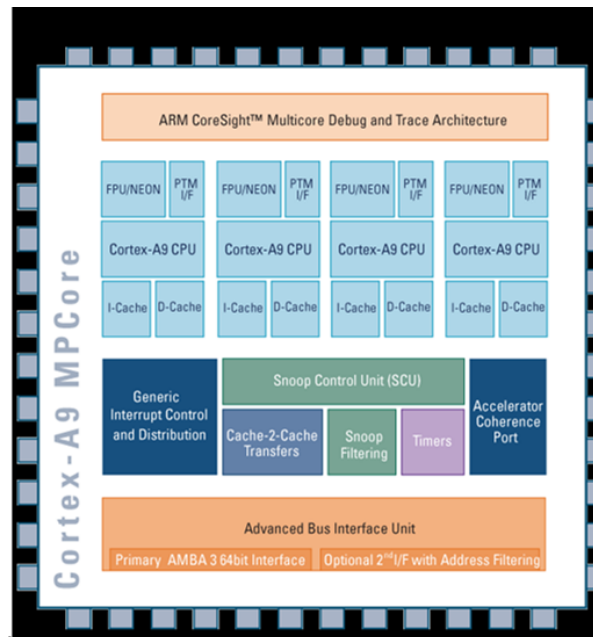 Cortex-A9 MPCore
ARM CoreSight™ Multicore Debug and Trace Architecture
FPU/NEON
PTM
I/F
FPU/NEON
PTM
I/F
FPU/NEON
PTM
I/F
FPU/NEON
PTM
I/F
Cortex-A9 CPU
Cortex-A9 CPU
Cortex-A9 CPU
Cortex-A9 CPU
I-Cache
D-Cache
I-Cache
D-Cache
I-Cache
D-Cache
I-Cache
D-Cache
Generic
Interrupt Control
and Distribution
Snoop Control Unit (SCU)
Cache-2-Cache
Transfers
Snoop
Filtering
Timers
Accelerator
Coherence
Port
Advanced Bus Interface Unit
Primary AMBA 3 64bit Interface
Optional 2nd I/F with Address Filtering